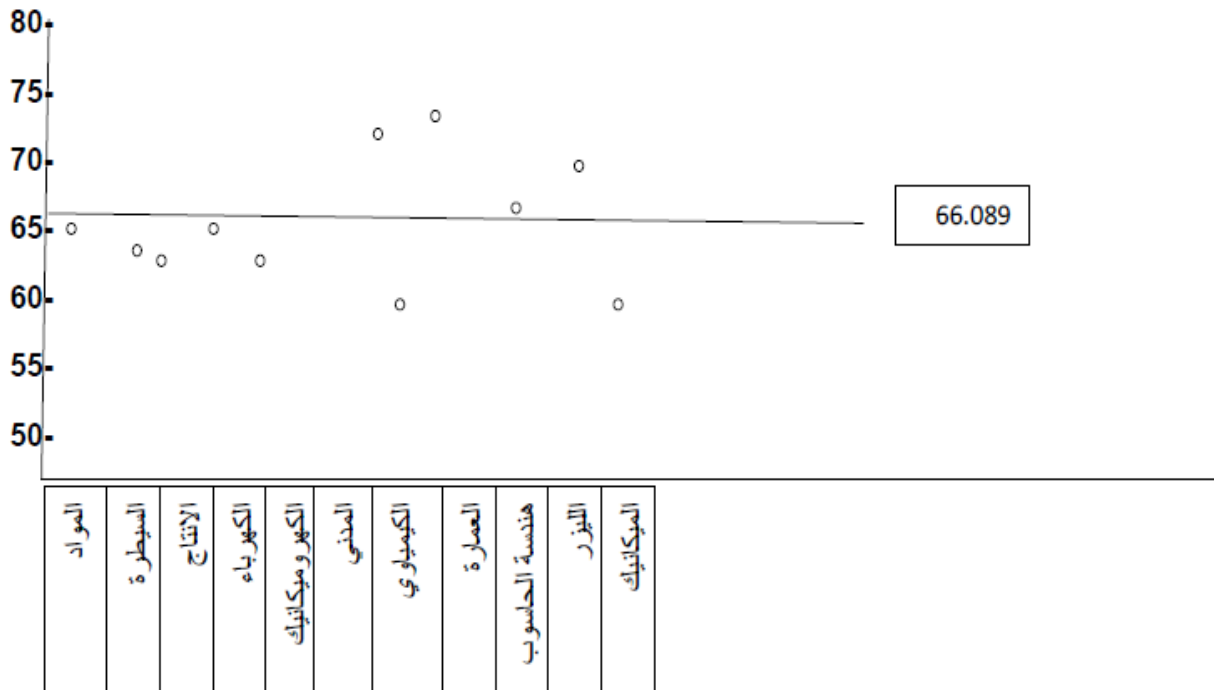 80
75
70
65
60
55
50
66.089
المواد
السيطرة
الانتاج
الكهرباء
الكهروميكانيك
المدني
الكيمياوي
العمارة
هندسة الحاسوب
الليزر
الميكانيك